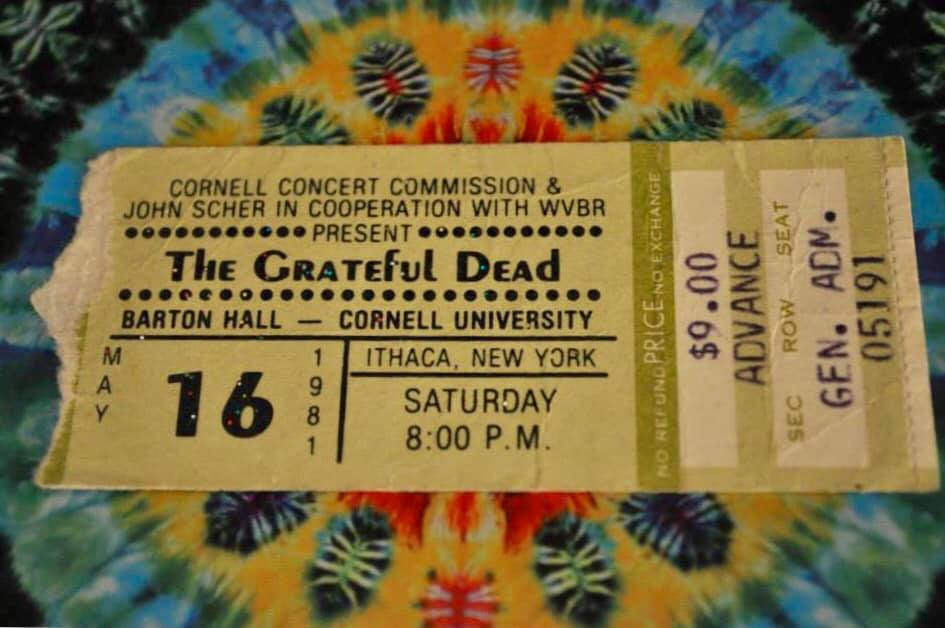 CORNELL CONCERT COMMISSION &
JOHN SCHER IN COOPERATION WITH WVBR
PRESENT
THE GRATEFUL DEAD
BARTON HALL — CORNELL UNIVERSITY
MAY
16
1981
ITHACA, NEW YORK
SATURDAY
8:00 P.M.
NO REFUND PRICE NO EXCHANGE
$9.00
ADVANCE
SEC ROW SEAT
GEN. ADM.
05191